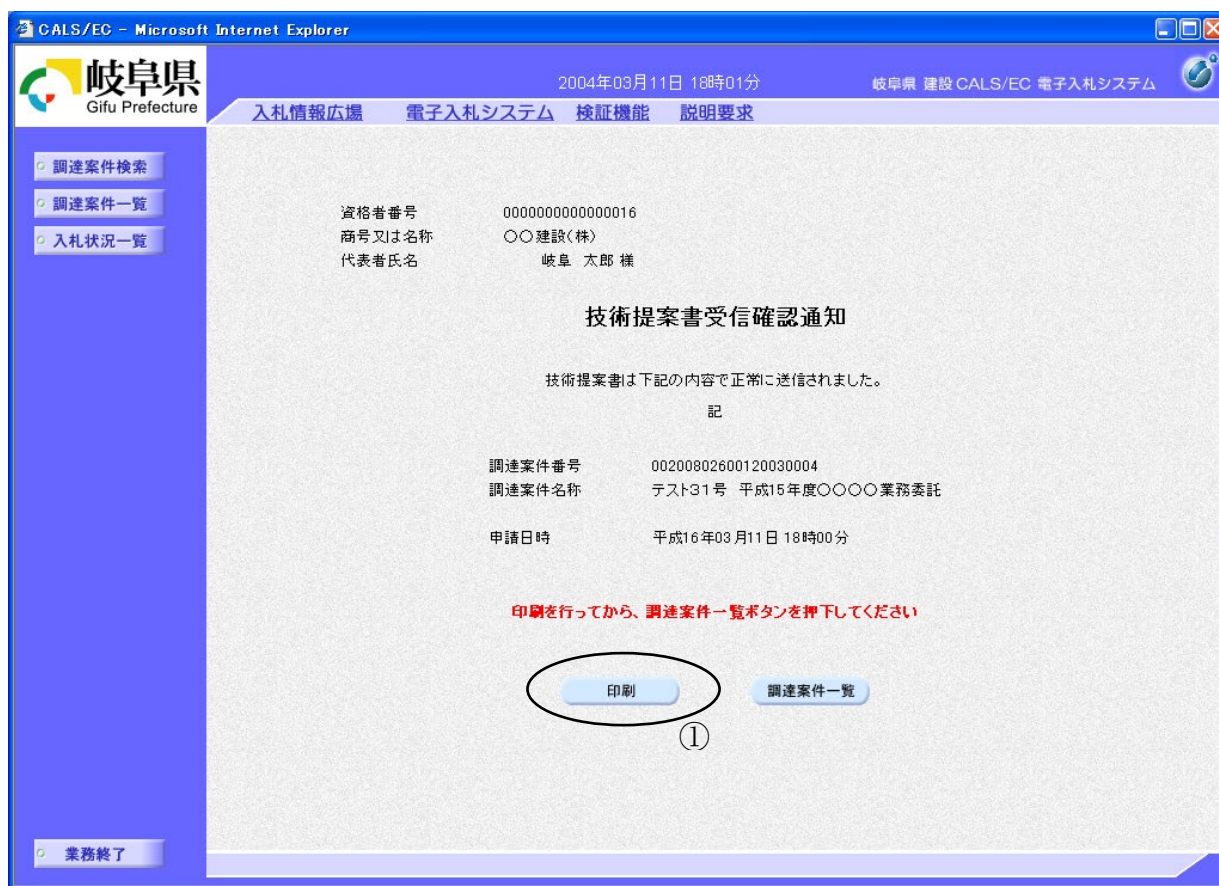 CALS/EC - Microsoft Internet Explorer
岐阜県
Gifu Prefecture
2004年03月11日 18時01分
岐阜県 建設CALS/EC 電子入札システム
入札情報広場 電子入札システム 検証機能 説明要求
調達案件検索
調達案件一覧
入札状況一覧
資格者番号 0000000000000016
商号又は名称 〇〇建設(株)
代表者氏名 岐阜 太郎 様
技術提案書受信確認通知
技術提案書は下記の内容で正常に送信されました。
記
調達案件番号 00200802600120030004
調達案件名称 テスト31号 平成15年度〇〇〇〇業務委託
申請日時 平成16年03月11日 18時00分
印刷を行ってから、調達案件一覧ボタンを押下してください
印刷 調達案件一覧
①
業務終了